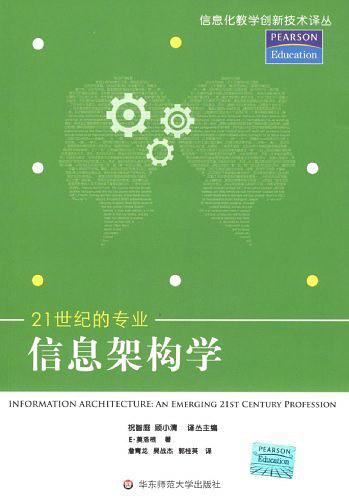 信息化教学创新技术译丛
PEARSON
Education
21世纪的专业
信息架构学
INFORMATION ARCHITECTURE: AN EMERGING 21ST CENTURY PROFESSION
祝智庭 顾小清 译丛主编
E·莫洛根 著
詹青龙 吴战杰 郭桂英 译
PEARSON
Education
华东师范大学出版社